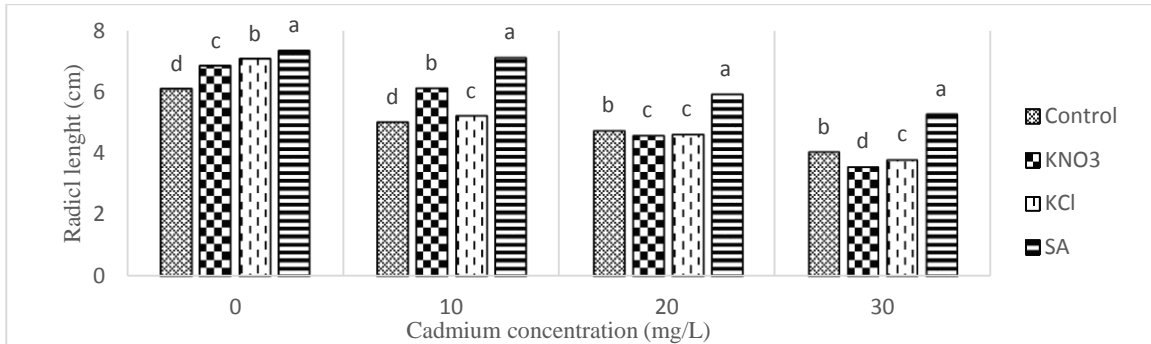 Radicl lenght (cm)
8
6
4
2
0
d
c
b
a
d
b
c
a
b
c
c
a
b
d
c
a
0
10
20
30
Cadmium concentration (mg/L)
Control
KNO3
KCl
SA